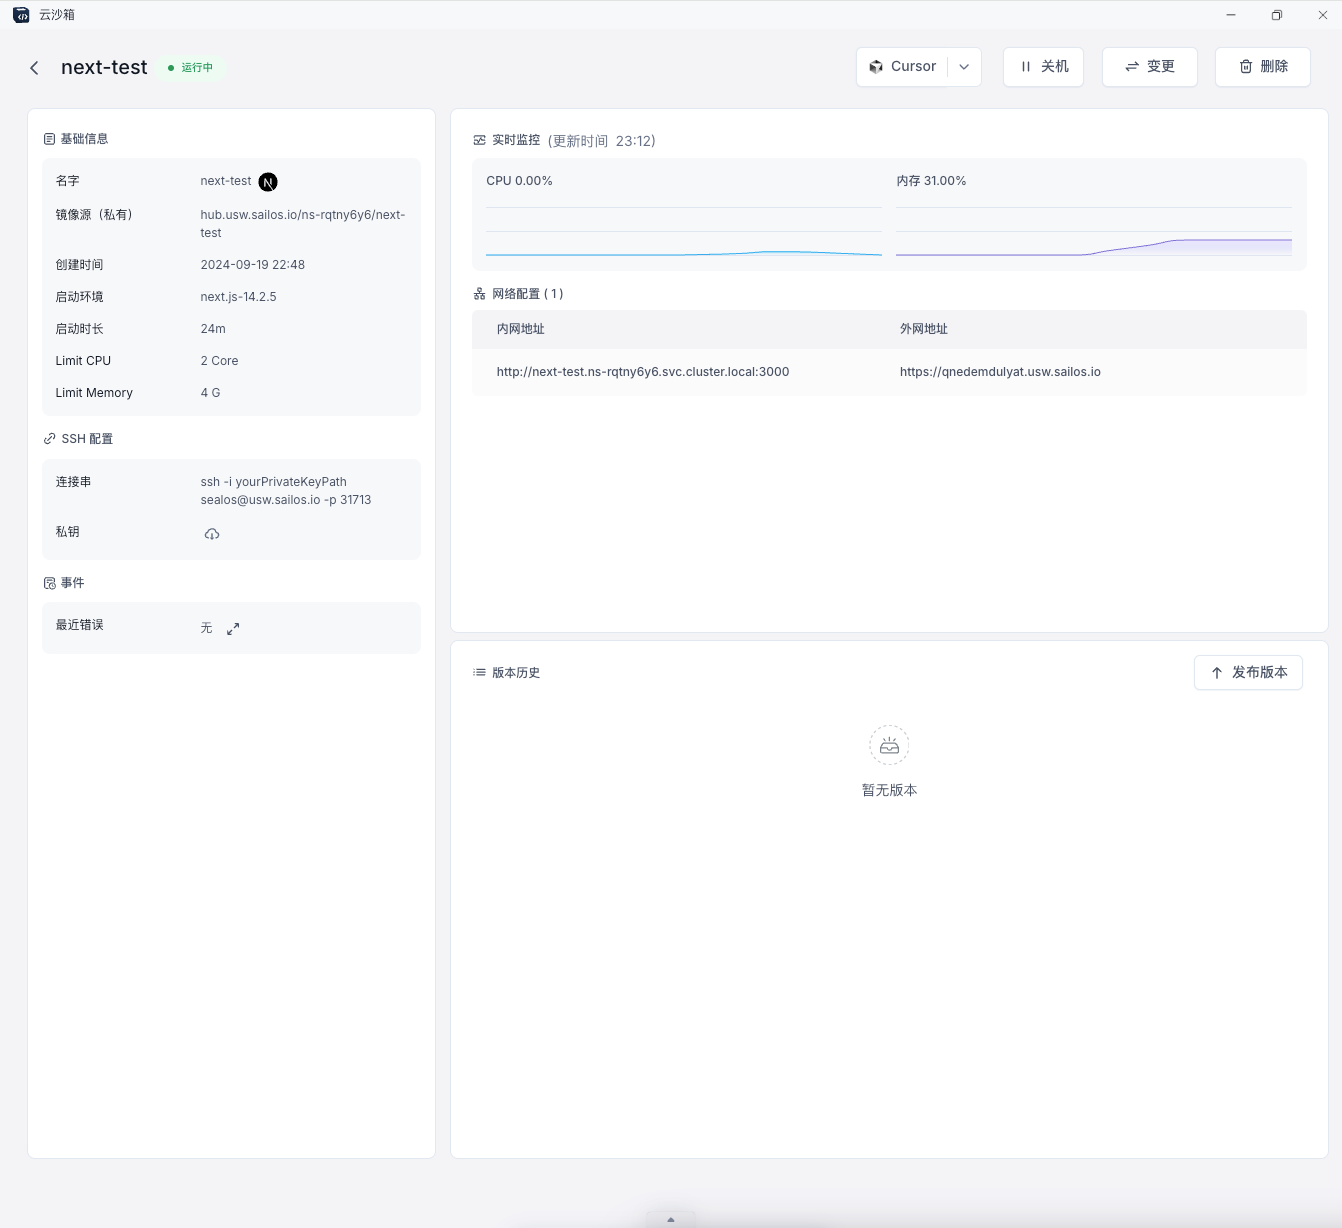 云沙箱
next-test
运行中
Cursor
关机
变更
删除
基础信息
名字
next-test
N
镜像源（私有）
hub.usw.sailos.io/ns-rqtny6y6/next-
test
创建时间
2024-09-19 22:48
启动环境
next.js-14.2.5
启动时长
24m
Limit CPU
2 Core
Limit Memory
4 G
SSH 配置
连接串
ssh -i yourPrivateKeyPath
sealos@usw.sailos.io -p 31713
私钥
事件
最近错误
无
实时监控 (更新时间 23:12)
CPU 0.00%
内存 31.00%
网络配置 ( 1 )
内网地址
外网地址
http://next-test.ns-rqtny6y6.svc.cluster.local:3000
https://qnedemdulyat.usw.sailos.io
版本历史
发布版本
暂无版本